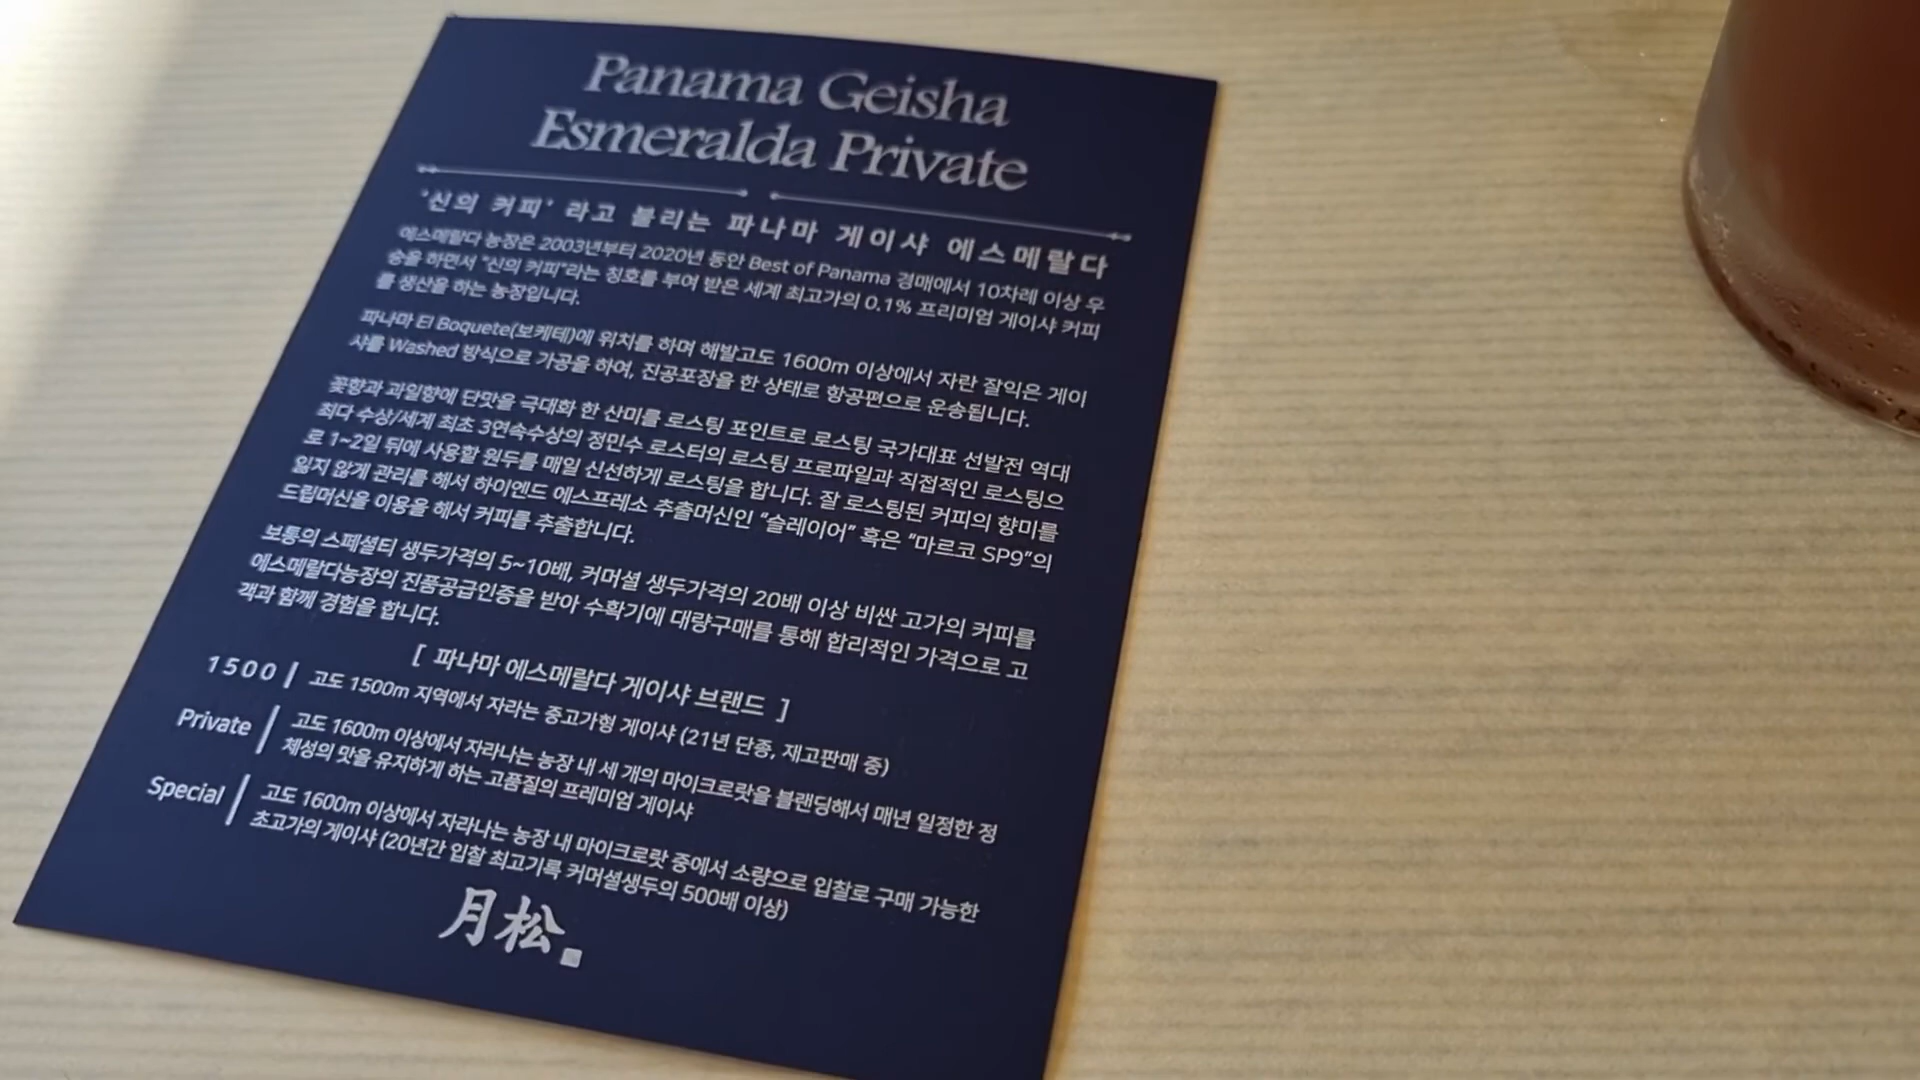 Panama Geisha
Esmeralda Private
"신의 커피" 라고 불리는 파나마 게이샤 에스메랄다
에스메랄다 농장은 2003년부터 2020년 동안 Best of Panama 경매에서 10차례 이상 우
승을 하면서 "신의 커피"라는 칭호를 부여 받은 세계 최고가의 0.1% 프리미엄 게이샤 커피
를 생산을 하는 농장입니다.
파나마 El Boquete(보케테)에 위치를 하며 해발고도 1600m 이상에서 자란 잘익은 게이
샤를 Washed 방식으로 가공을 하여, 진공포장을 한 상태로 항공편으로 운송됩니다.
꽃향과 과일향에 단맛을 극대화 한 산미를 로스팅 포인트로 로스팅 국가대표 선발전 역대
최다 수상/세계 최초 3연속수상의 정민수 로스터의 로스팅 프로파일과 직접적인 로스팅으
로 1~2일 뒤에 사용할 원두를 매일 신선하게 로스팅을 합니다. 잘 로스팅된 커피의 향미를
잃지 않게 관리를 해서 하이엔드 에스프레소 추출머신인 "슬레이어" 혹은 "마르코 SP9"의
드립머신을 이용을 해서 커피를 추출합니다.
보통의 스페셜티 생두가격의 5~10배, 커머셜 생두가격의 20배 이상 비싼 고가의 커피를
에스메랄다농장의 진품공급인증을 받아 수확기에 대량구매를 통해 합리적인 가격으로 고
객과 함께 경험을 합니다.
[ 파나마 에스메랄다 게이샤 브랜드 ]
1500 | 고도 1500m 지역에서 자라는 중고가형 게이샤 (21년 단종, 재고판매 중)
Private | 고도 1600m 이상에서 자라나는 농장 내 세 개의 마이크로랏을 블랜딩해서 매년 일정한 정
체성의 맛을 유지하게 하는 고품질의 프레미엄 게이샤
Special | 고도 1600m 이상에서 자라나는 농장 내 마이크로랏 중에서 소량으로 입찰로 구매 가능한
초고가의 게이샤 (20년간 입찰 최고기록 커머셜생두의 500배 이상)
月松